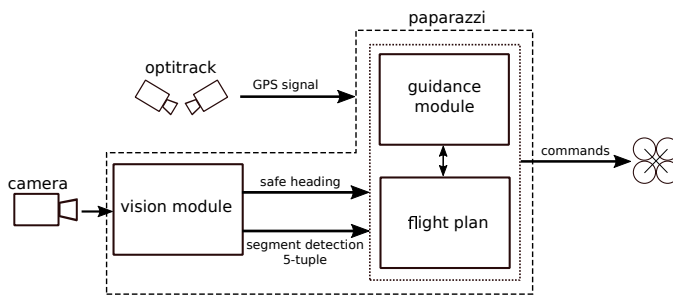 paparazzi
optitrack
GPS signal
guidance
module
commands
camera
vision module
safe heading
segment detection
5-tuple
flight plan